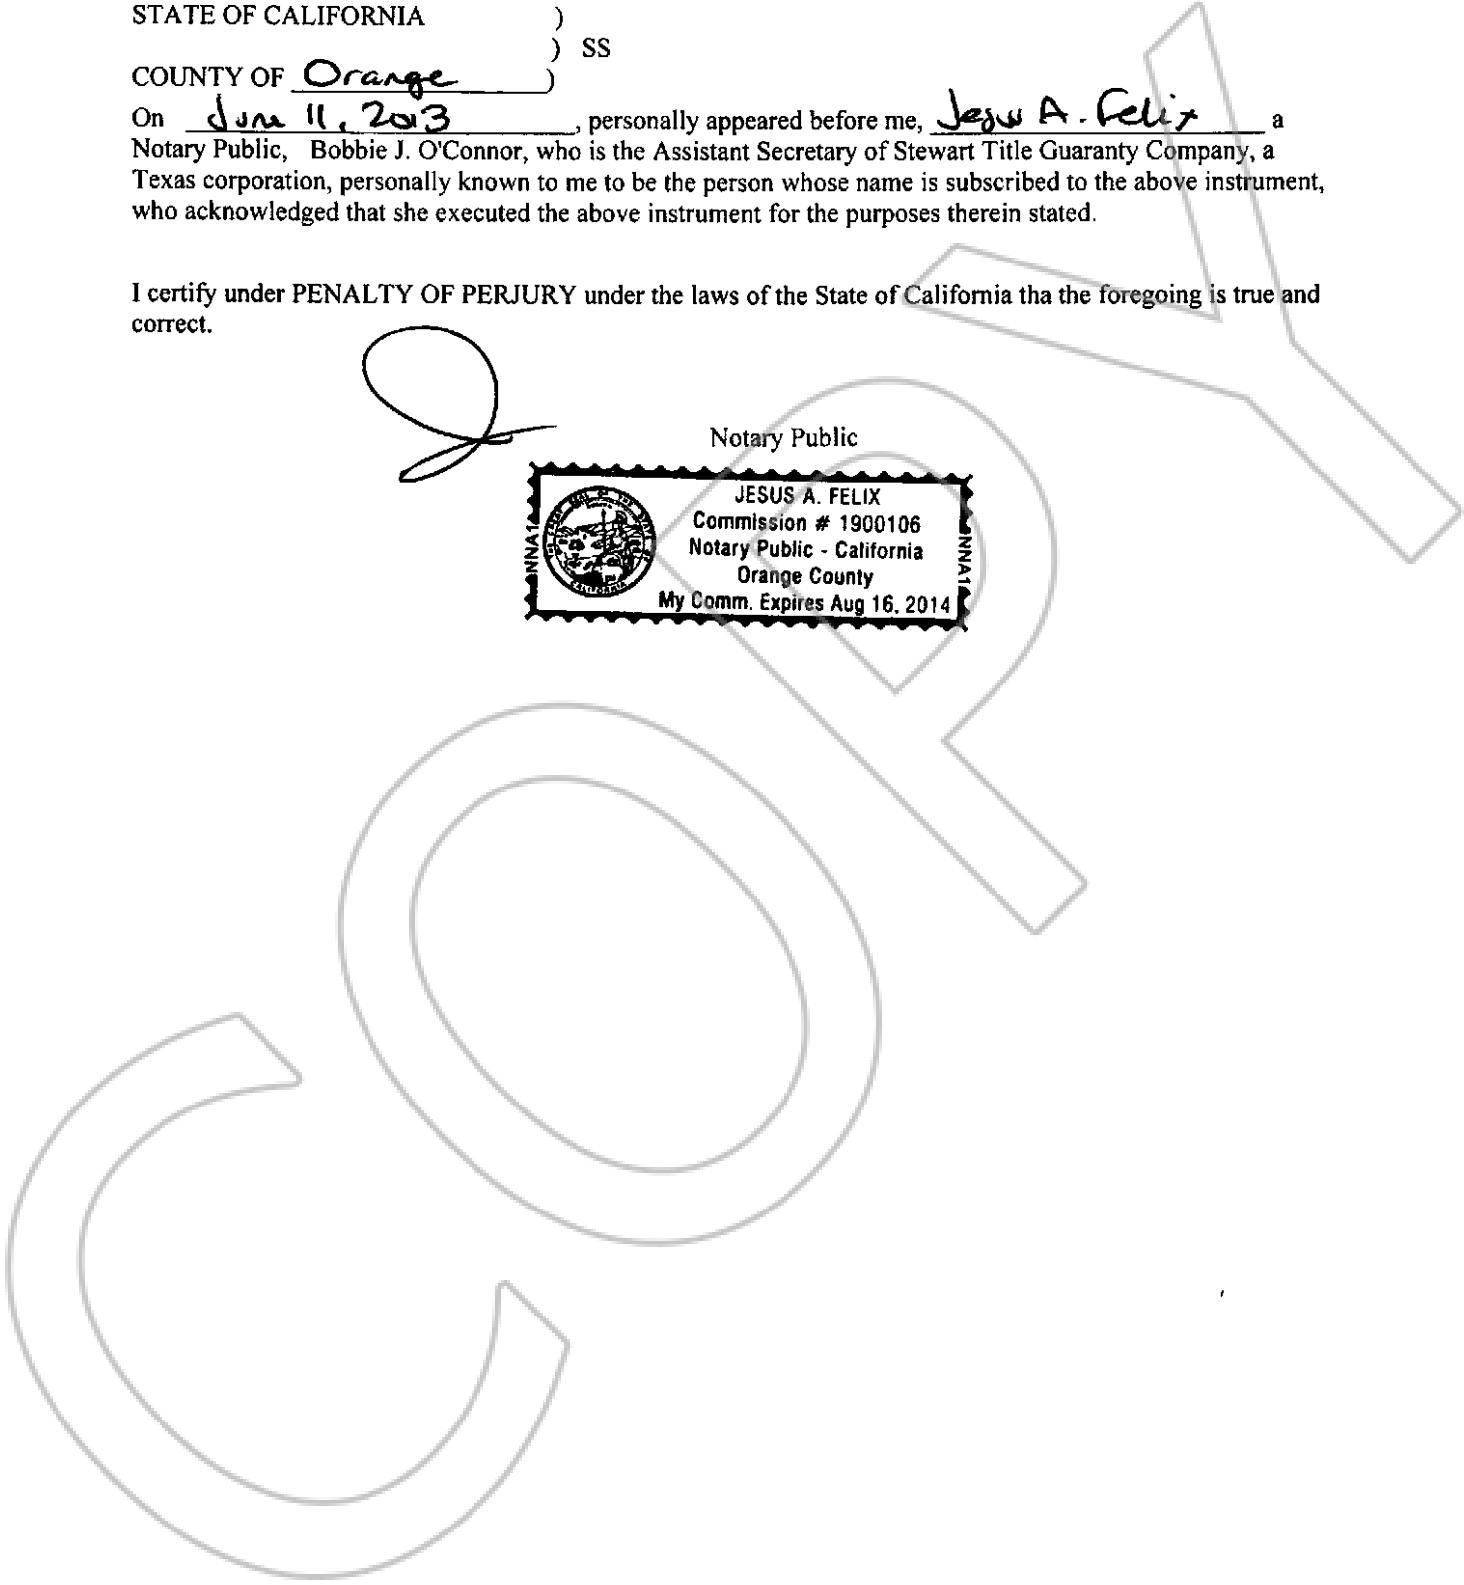 STATE OF CALIFORNIA )
) SS
COUNTY OF Orange )
On June 11, 2013, personally appeared before me, Jesus A. Felix a
Notary Public, Bobbie J. O'Connor, who is the Assistant Secretary of Stewart Title Guaranty Company, a
Texas corporation, personally known to me to be the person whose name is subscribed to the above instrument,
who acknowledged that she executed the above instrument for the purposes therein stated.
I certify under PENALTY OF PERJURY under the laws of the State of California tha the foregoing is true and
correct.
Notary Public
JESUS A. FELIX
Commission # 1900106
Notary Public - California
Orange County
My Comm. Expires Aug 16, 2014
NNA1
NNA1
COPY